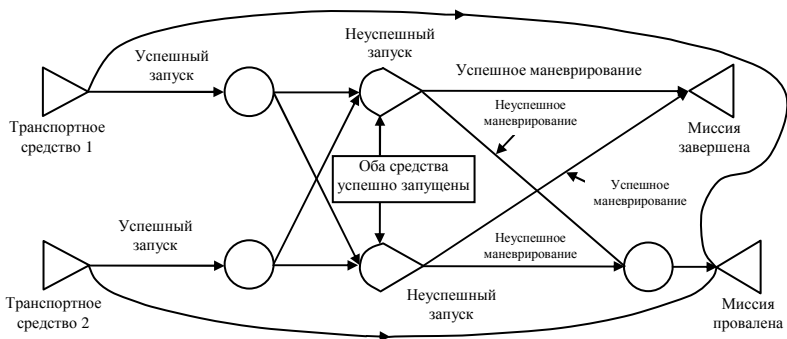 Неуспешный
запуск
Успешный
запуск
Успешное маневрирование
Неуспешное
маневрирование
Транспортное
средство 1
Миссия
завершена
Оба средства
успешно запущены
Успешное
маневрирование
Успешный
запуск
Неуспешное
маневрирование
Транспортное
средство 2
Неуспешный
запуск
Миссия
провалена